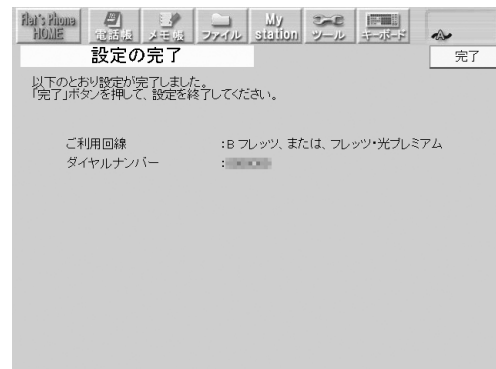 Flet's Phone HOME
電話帳
メモ帳
ファイル
My station
ツール
キーボード
設定の完了
完了
以下のとおり設定が完了しました。
「完了」ボタンを押して、設定を終了してください。
ご利用回線 :B フレッツ、または、フレッツ・光プレミアム
ダイヤルナンバー :